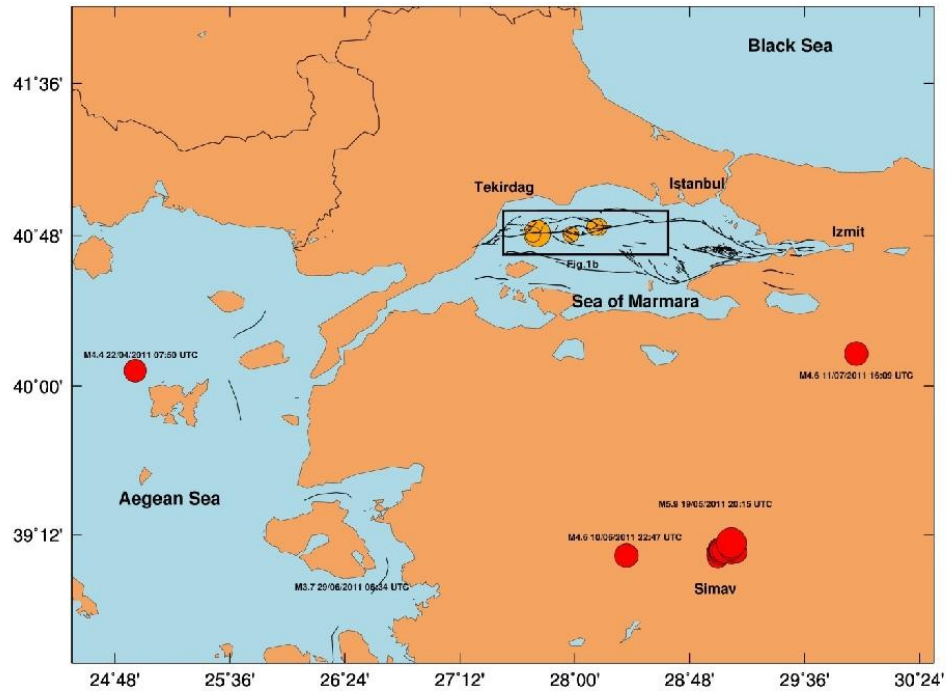 Black Sea
41°36'
Tekirdag
Istanbul
40°48'
Izmit
Fig.1b
Sea of Marmara
M4.4 22/04/2011 07:50 UTC
40°00'
M4.6 11/07/2011 16:09 UTC
Aegean Sea
M5.9 19/05/2011 20:15 UTC
39°12'
M4.6 10/06/2011 22:47 UTC
M3.7 29/06/2011 06:34 UTC
Simav
24°48' 25°36' 26°24' 27°12' 28°00' 28°48' 29°36' 30°24'